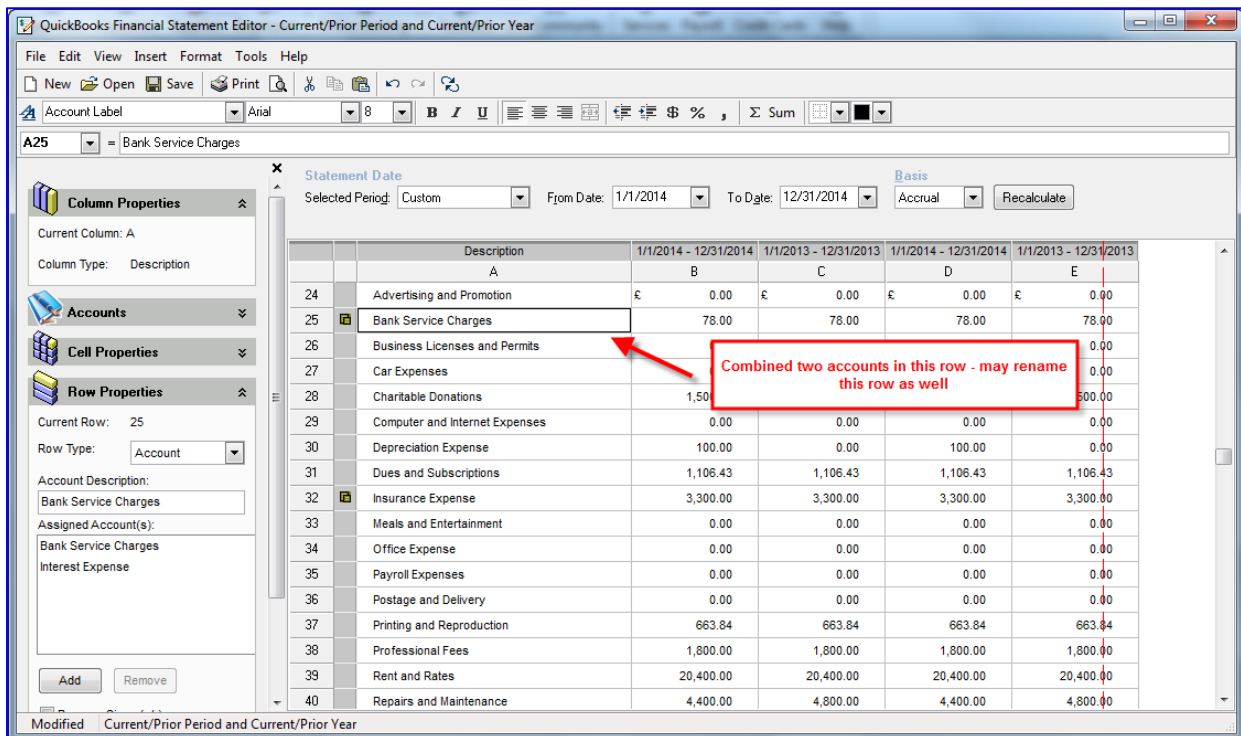 QuickBooks Financial Statement Editor - Current/Prior Period and Current/Prior Year
File Edit View Insert Format Tools Help
New Open Save Print
Account Label Arial 8 B I U $ % , Σ Sum
A25 = Bank Service Charges
Column Properties
Current Column: A
Column Type: Description
Accounts
Cell Properties
Row Properties
Current Row: 25
Row Type: Account
Account Description:
Bank Service Charges
Assigned Account(s):
Bank Service Charges
Interest Expense
Add Remove
Statement Date Basis
Selected Period: Custom From Date: 1/1/2014 To Date: 12/31/2014 Accrual Recalculate
Description 1/1/2014 - 12/31/2014 1/1/2013 - 12/31/2013 1/1/2014 - 12/31/2014 1/1/2013 - 12/31/2013
A B C D E
24 Advertising and Promotion £ 0.00 £ 0.00 £ 0.00 £ 0.00
25 Bank Service Charges 78.00 78.00 78.00 78.00
26 Business Licenses and Permits 0.00
27 Car Expenses 0.00
Combined two accounts in this row - may rename
this row as well
28 Charitable Donations
29 Computer and Internet Expenses 0.00 0.00 0.00 0.00
30 Depreciation Expense 100.00 0.00 100.00 0.00
31 Dues and Subscriptions 1,106.43 1,106.43 1,106.43 1,106.43
32 Insurance Expense 3,300.00 3,300.00 3,300.00 3,300.00
33 Meals and Entertainment 0.00 0.00 0.00 0.00
34 Office Expense 0.00 0.00 0.00 0.00
35 Payroll Expenses 0.00 0.00 0.00 0.00
36 Postage and Delivery 0.00 0.00 0.00 0.00
37 Printing and Reproduction 663.84 663.84 663.84 663.84
38 Professional Fees 1,800.00 1,800.00 1,800.00 1,800.00
39 Rent and Rates 20,400.00 20,400.00 20,400.00 20,400.00
40 Repairs and Maintenance 4,400.00 4,800.00 4,400.00 4,800.00
Modified Current/Prior Period and Current/Prior Year